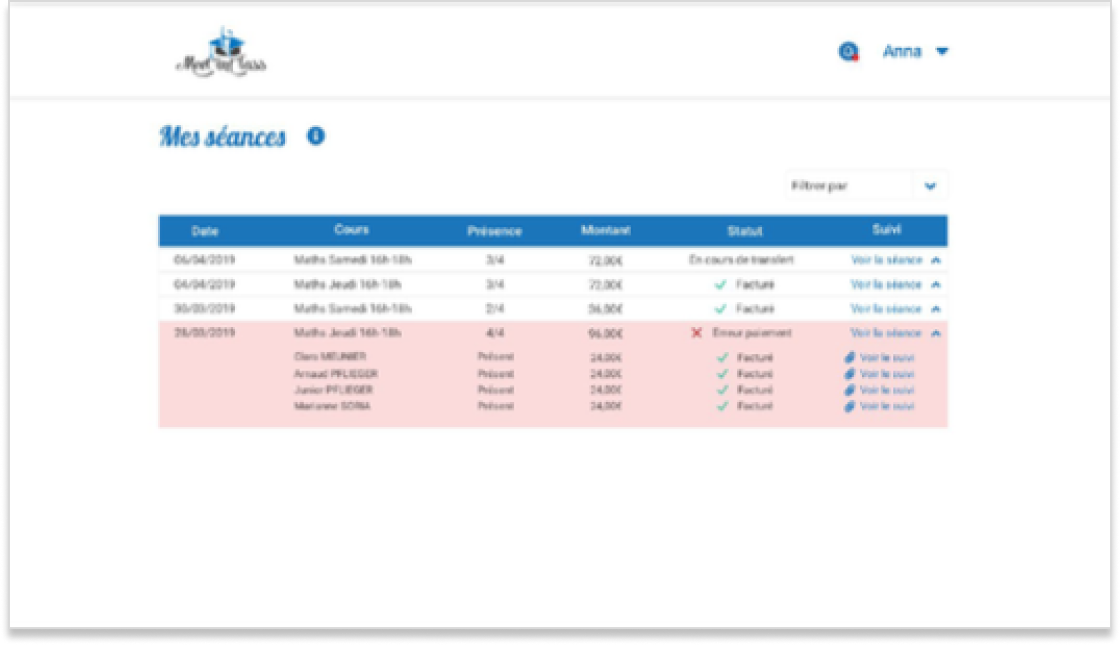 Meet in Class
Anna
Mes séances
Filtrer par
Date Cours Présence Montant Statut Suivi
06/04/2019 Maths Samedi 16h-18h 3/4 72,00€ En cours de transfert Voir la séance
04/04/2019 Maths Jeudi 16h-18h 3/4 72,00€ Facturé Voir la séance
30/03/2019 Maths Samedi 16h-18h 2/4 Facturé Voir la séance
28/03/2019 Maths Jeudi 16h-18h 4/4 96,00€ Erreur paiement Voir la séance
Clara MEUNIER Présent 24,00€ Facturé Voir le suivi
Arnaud PFLIEGER Présent 24,00€ Facturé Voir le suivi
Junior PFLIEGER Présent 24,00€ Facturé Voir le suivi
Marianne SORIA Présent 24,00€ Facturé Voir le suivi